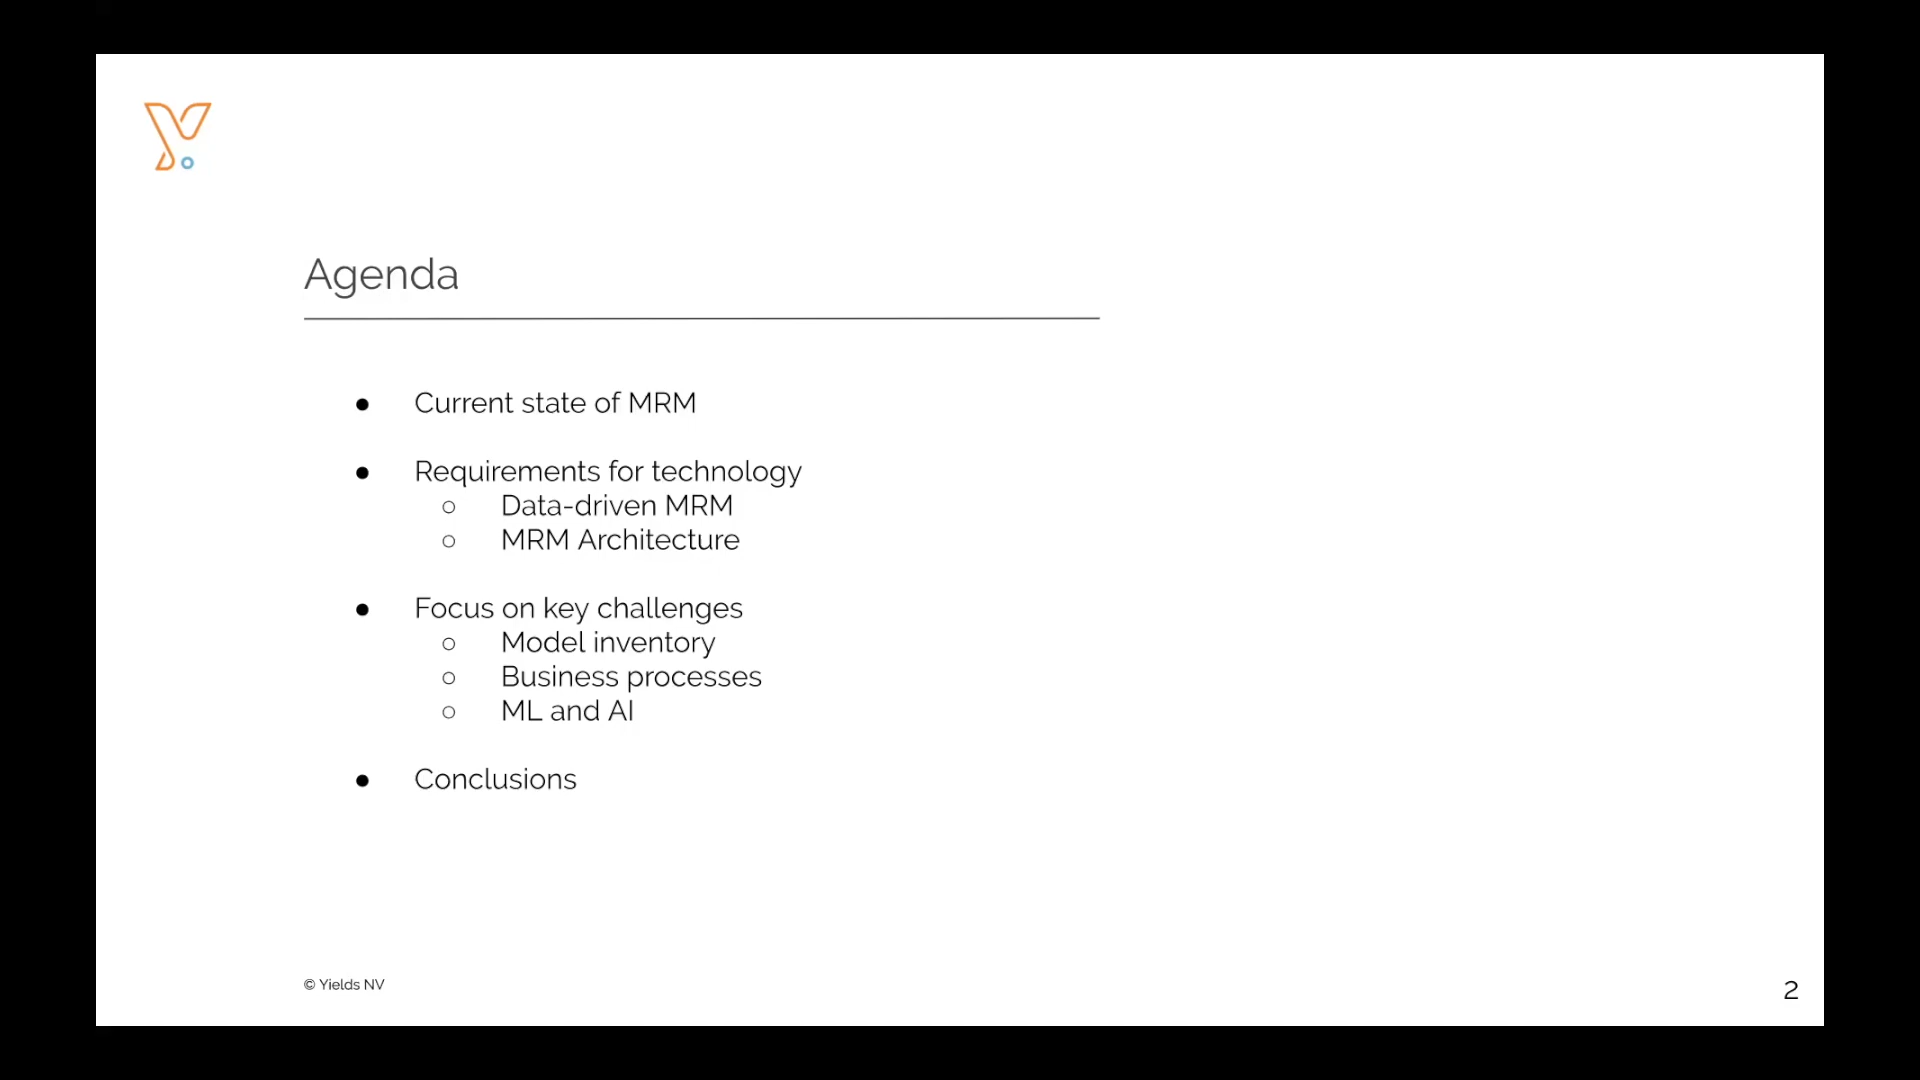 Agenda
● Current state of MRM
● Requirements for technology
○ Data-driven MRM
○ MRM Architecture
● Focus on key challenges
○ Model inventory
○ Business processes
○ ML and AI
● Conclusions
© Yields NV
2